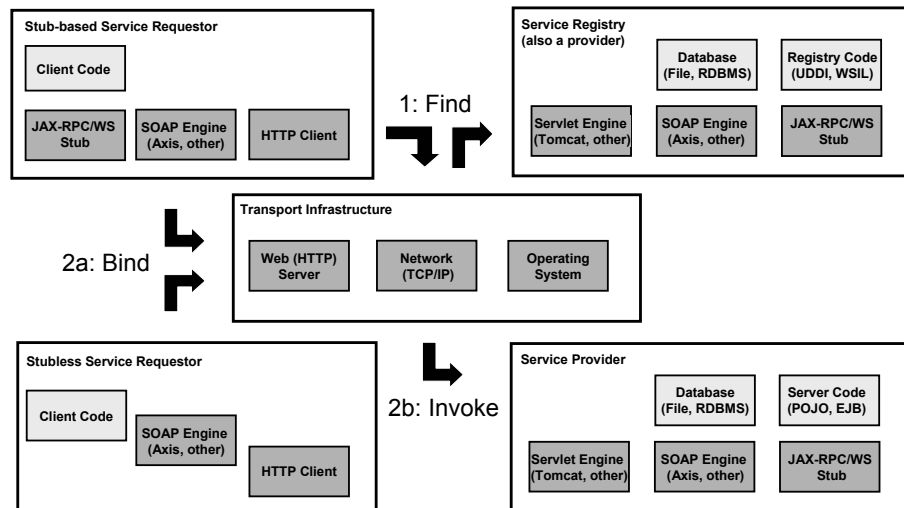 Stub-based Service Requestor
Client Code
JAX-RPC/WS
Stub
SOAP Engine
(Axis, other)
HTTP Client
1: Find
Service Registry
(also a provider)
Database
(File, RDBMS)
Registry Code
(UDDI, WSIL)
Servlet Engine
(Tomcat, other)
SOAP Engine
(Axis, other)
JAX-RPC/WS
Stub
2a: Bind
Transport Infrastructure
Web (HTTP)
Server
Network
(TCP/IP)
Operating
System
Stubless Service Requestor
Client Code
SOAP Engine
(Axis, other)
HTTP Client
2b: Invoke
Service Provider
Database
(File, RDBMS)
Server Code
(POJO, EJB)
Servlet Engine
(Tomcat, other)
SOAP Engine
(Axis, other)
JAX-RPC/WS
Stub